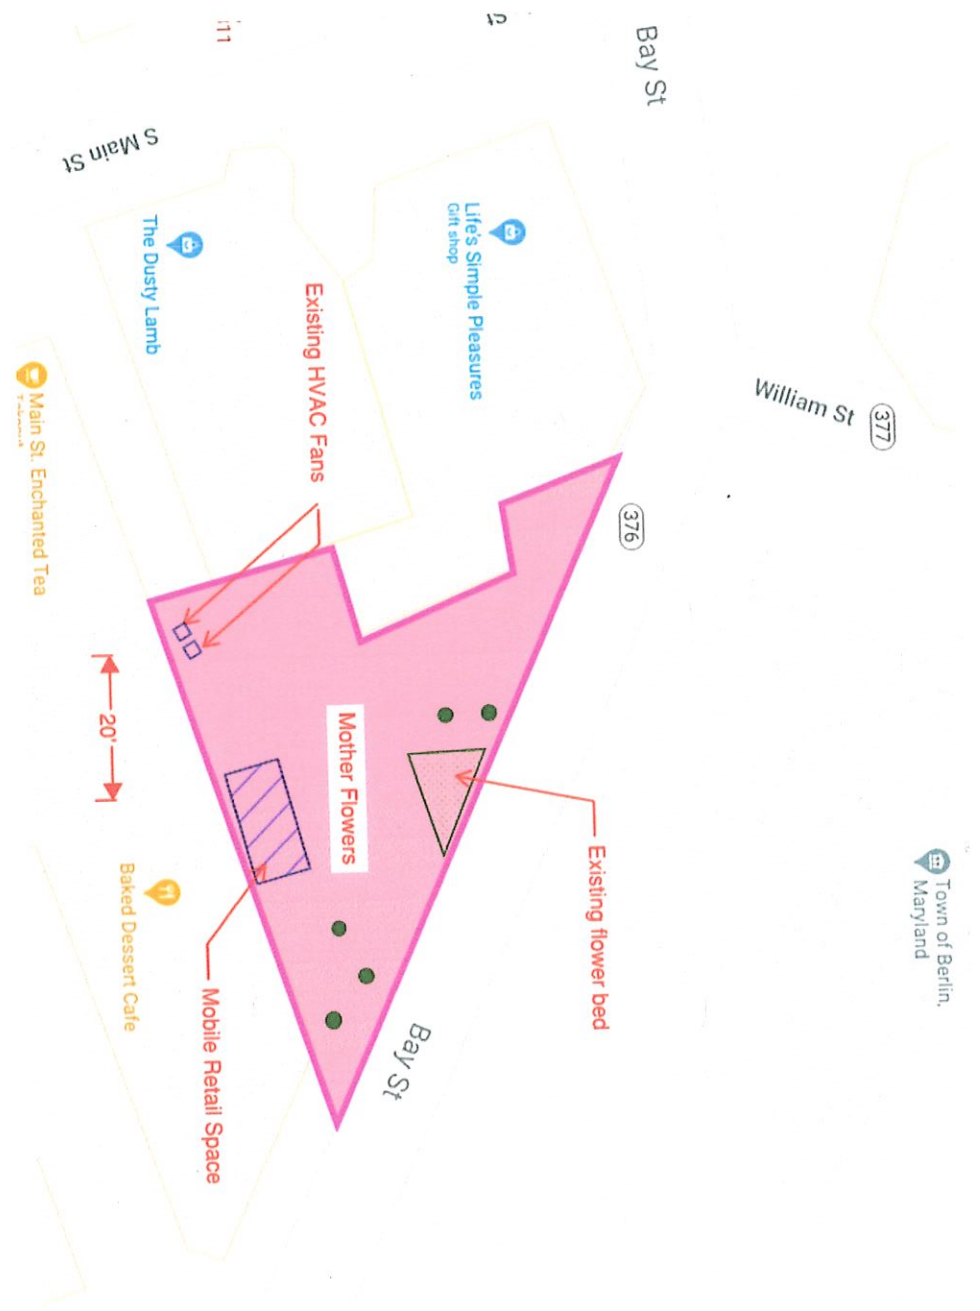 Bay St
S Main St
11
Life's Simple Pleasures
Gift shop
The Dusty Lamb
Existing HVAC Fans
Main St. Enchanted Tea
William St
377
376
20'
Mother Flowers
Existing flower bed
Town of Berlin,
Maryland
Baked Dessert Cafe
Mobile Retail Space
Bay St